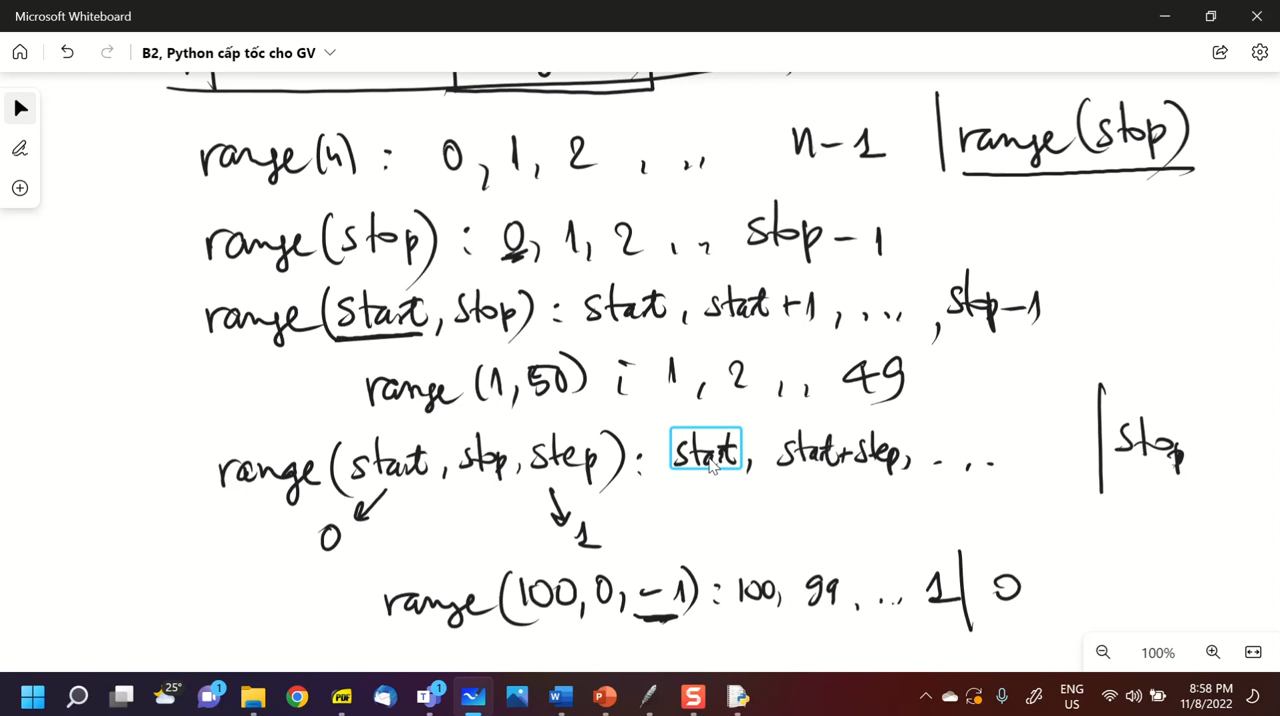 Microsoft Whiteboard
B2, Python cấp tốc cho GV
range(n) : 0, 1, 2, .. n-1 | range(stop)
range(stop) : 0, 1, 2 .. stop-1
range(start, stop) : start, start+1, ..., stop-1
range (1,50) : 1, 2, .. 49
range(start, stop, step) : start, start+step, ... | stop
0 1
range(100,0,-1) : 100, 99, .. 1 | 0
100%
25°
1
PDF
T
1
W
P
S
ENG
US
8:58 PM
11/8/2022